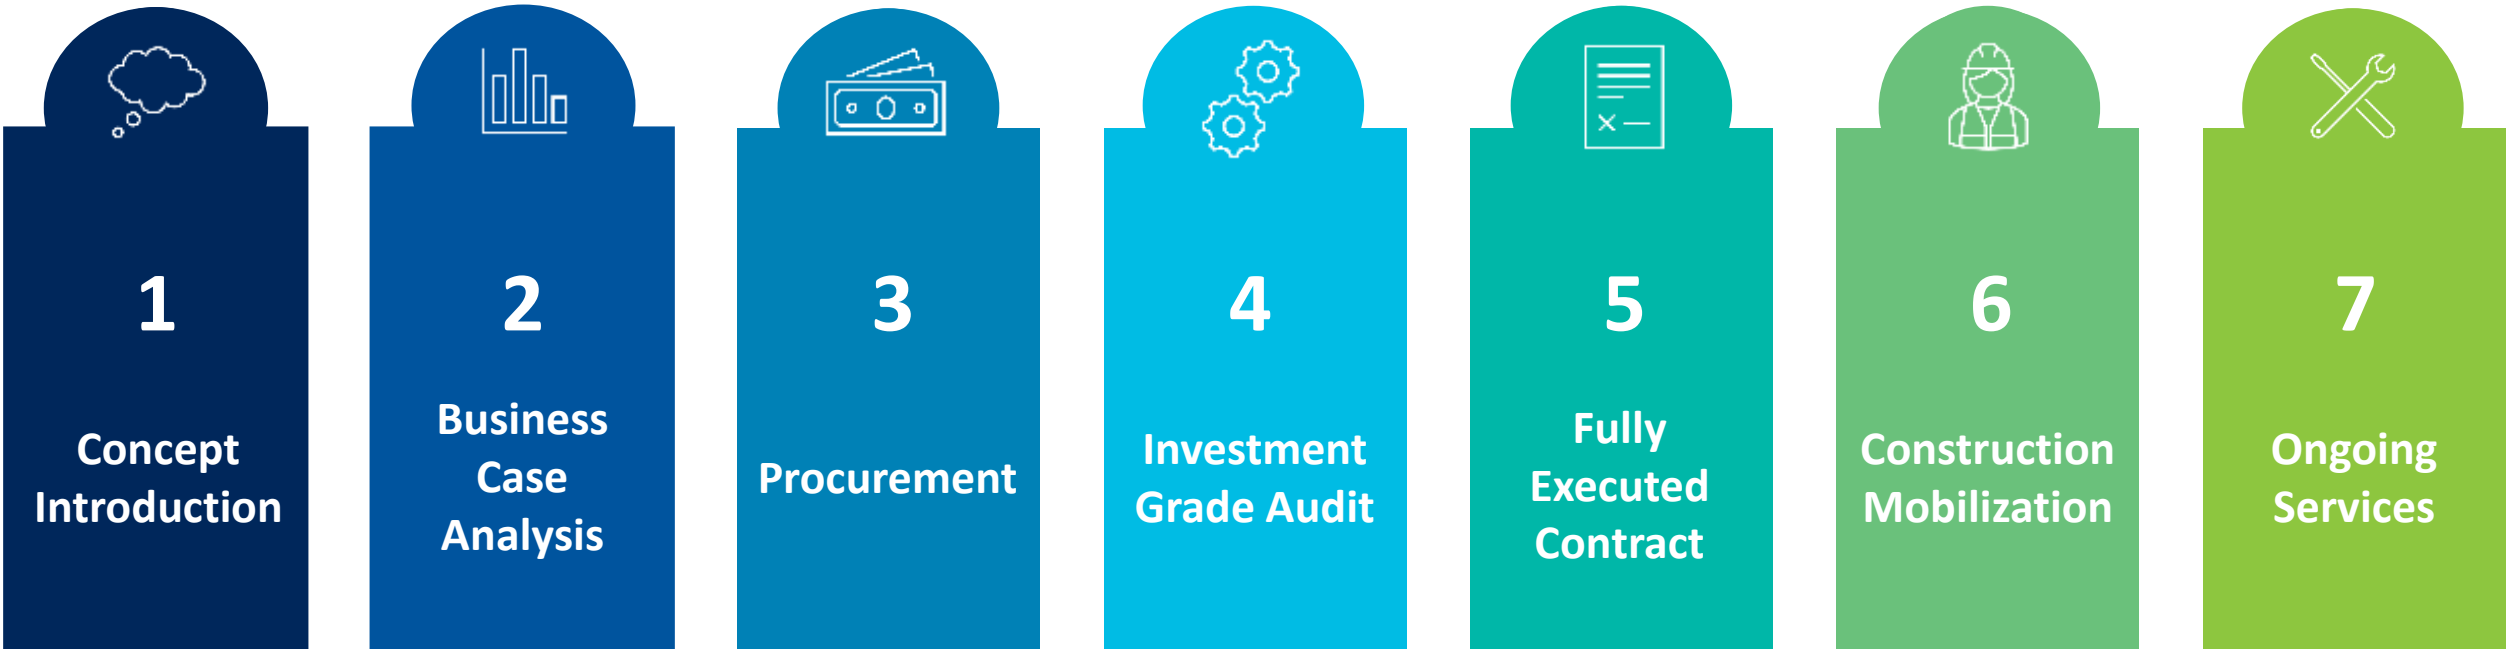 1
Concept
Introduction
2
Business
Case
Analysis
3
Procurement
4
Investment
Grade Audit
5
Fully
Executed
Contract
6
Construction
Mobilization
7
Ongoing
Services